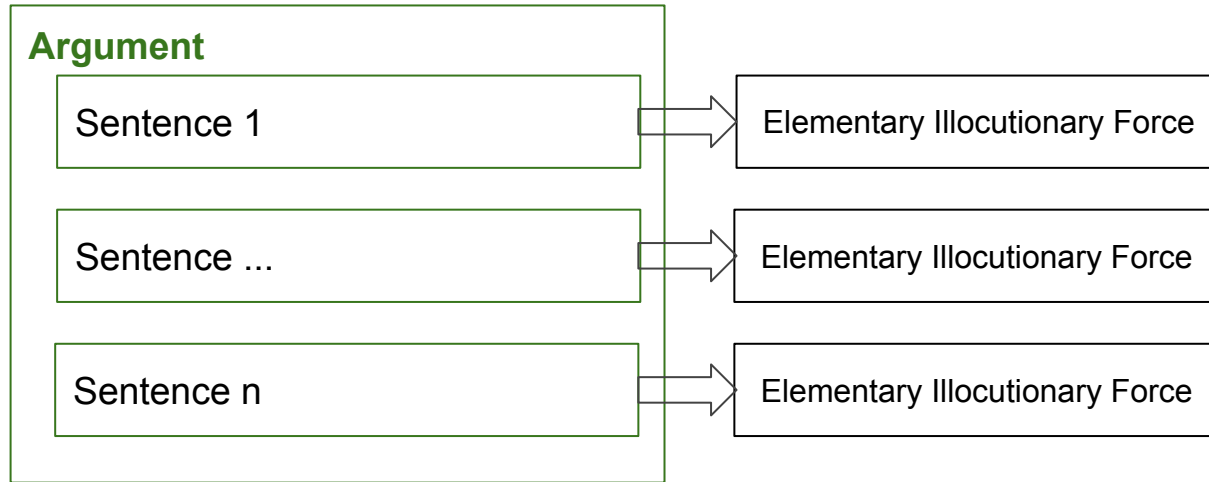 Argument
Sentence 1
Elementary Illocutionary Force
Sentence ...
Elementary Illocutionary Force
Sentence n
Elementary Illocutionary Force